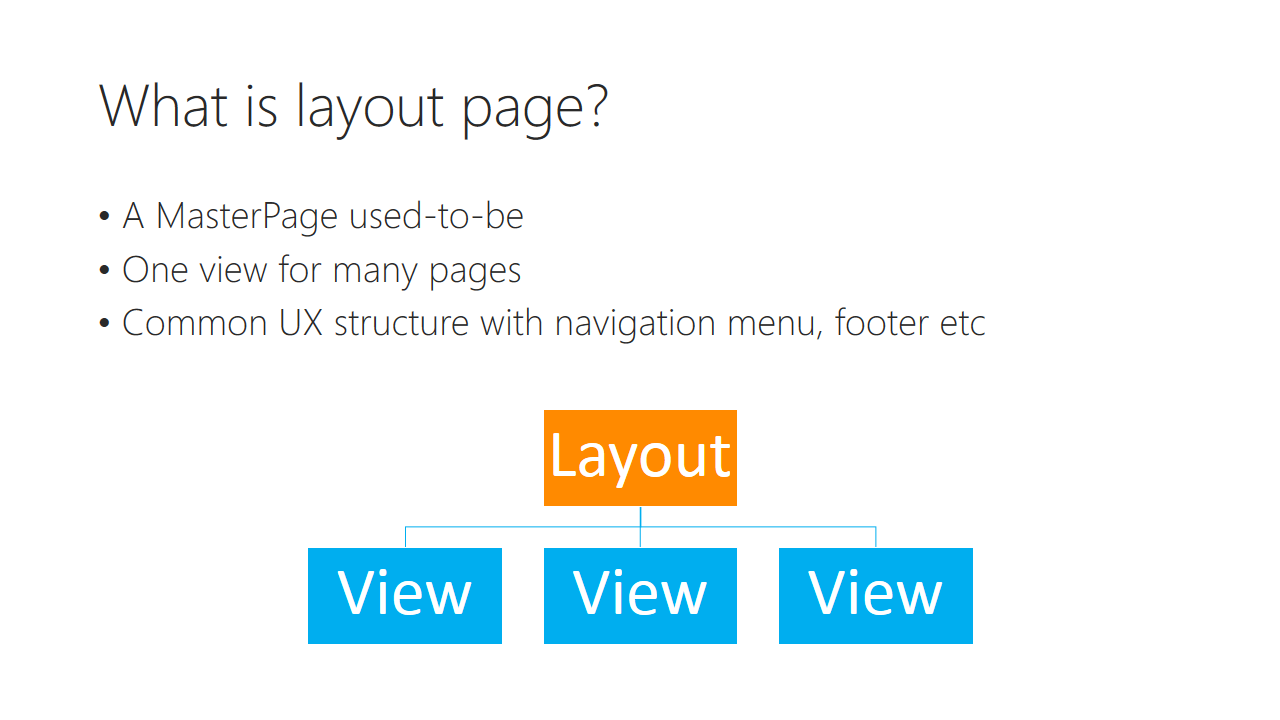 What is layout page?
• A MasterPage used-to-be
• One view for many pages
• Common UX structure with navigation menu, footer etc
Layout
View View View